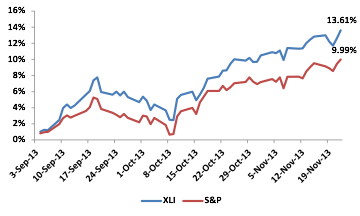 16%
13.61%
14%
12%
9.99%
10%
8%
6%
4%
2%
0%
3-Sep-13
10-Sep-13
17-Sep-13
24-Sep-13
1-Oct-13
8-Oct-13
15-Oct-13
22-Oct-13
29-Oct-13
5-Nov-13
12-Nov-13
19-Nov-13
XLI
S&P